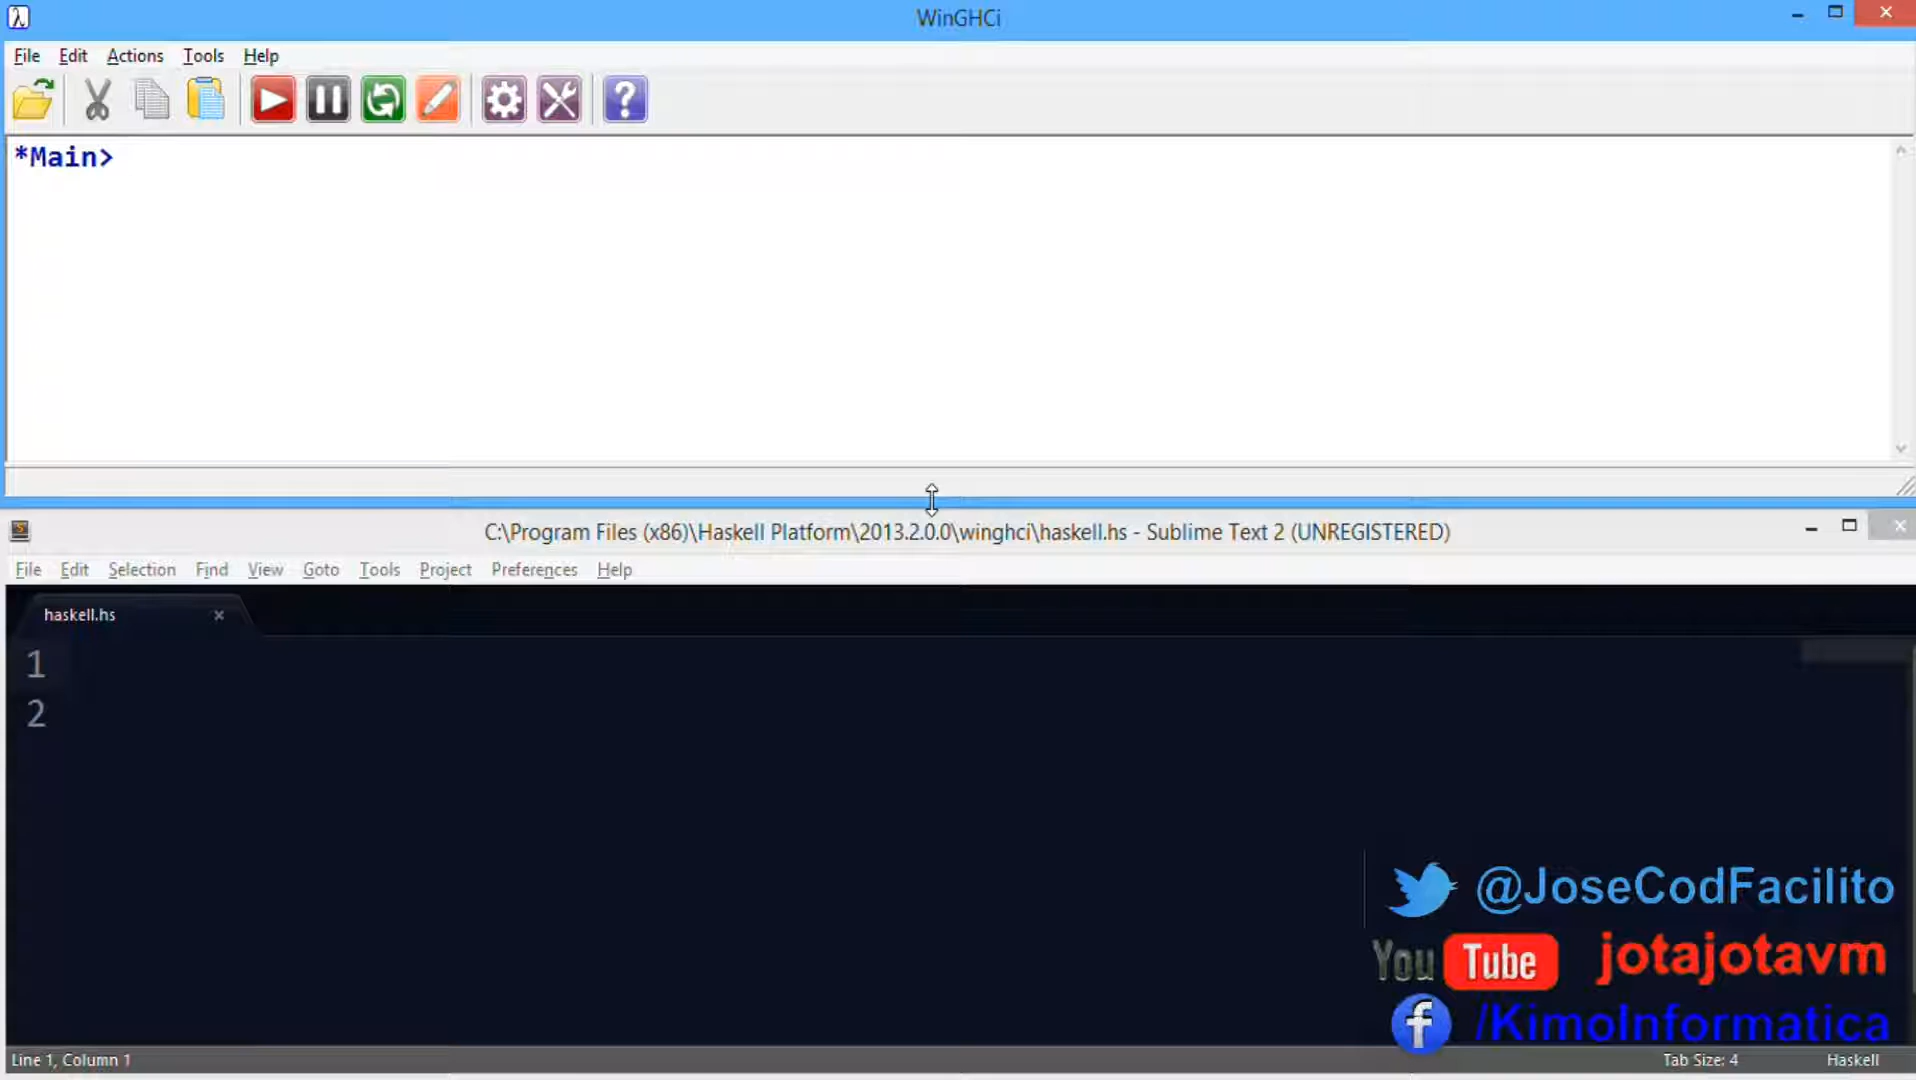 WinGHCi
File Edit Actions Tools Help
*Main>
C:\Program Files (x86)\Haskell Platform\2013.2.0.0\winghci\haskell.hs - Sublime Text 2 (UNREGISTERED)
File Edit Selection Find View Goto Tools Project Preferences Help
haskell.hs
1
2
@JoseCodFacilito
You Tube jotajotavm
/KimoInformatica
Line 1, Column 1 Tab Size: 4 Haskell